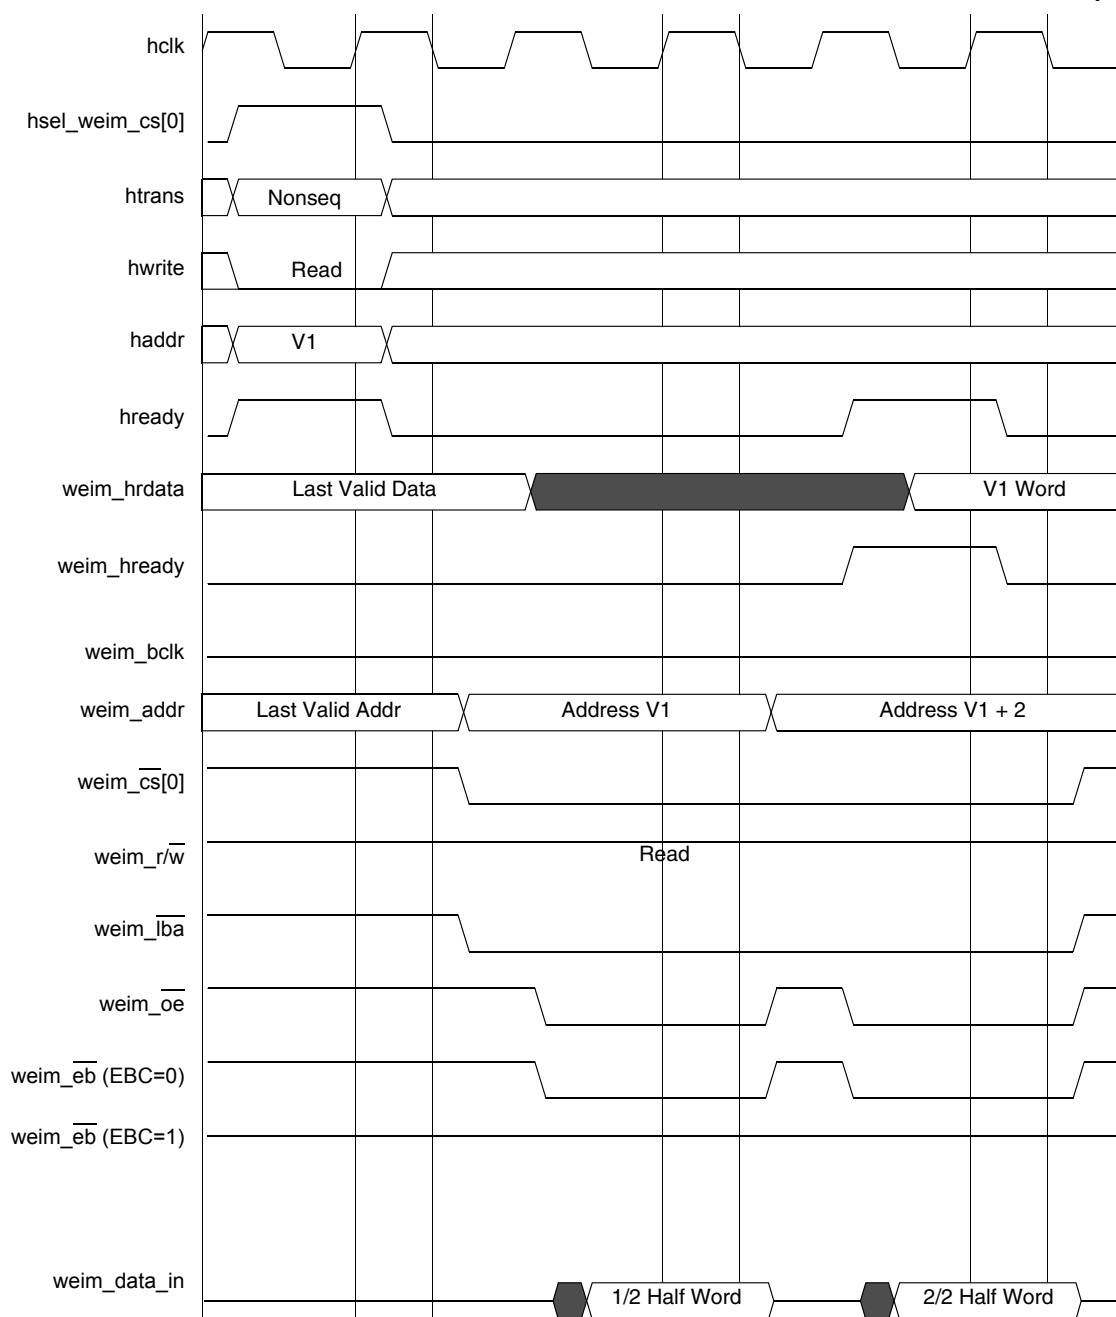 hclk
hsel_weim_cs[0]
htrans Nonseq
hwrite Read
haddr V1
hready
weim_hrdata Last Valid Data V1 Word
weim_hready
weim_bclk
weim_addr Last Valid Addr Address V1 Address V1 + 2
weim_cs[0]
weim_r/w Read
weim_lba
weim_oe
weim_eb (EBC=0)
weim_eb (EBC=1)
weim_data_in 1/2 Half Word 2/2 Half Word